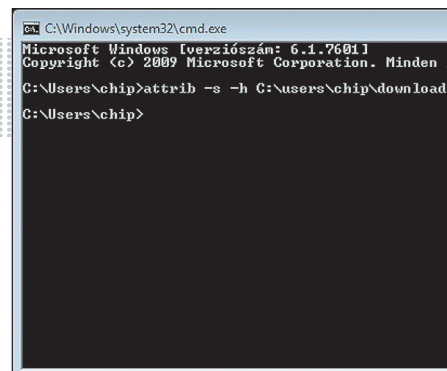 C:\Windows\system32\cmd.exe
Microsoft Windows [verziószám: 6.1.7601]
Copyright (c) 2009 Microsoft Corporation. Minden
C:\Users\chip>attrib -s -h C:\users\chip\download
C:\Users\chip>